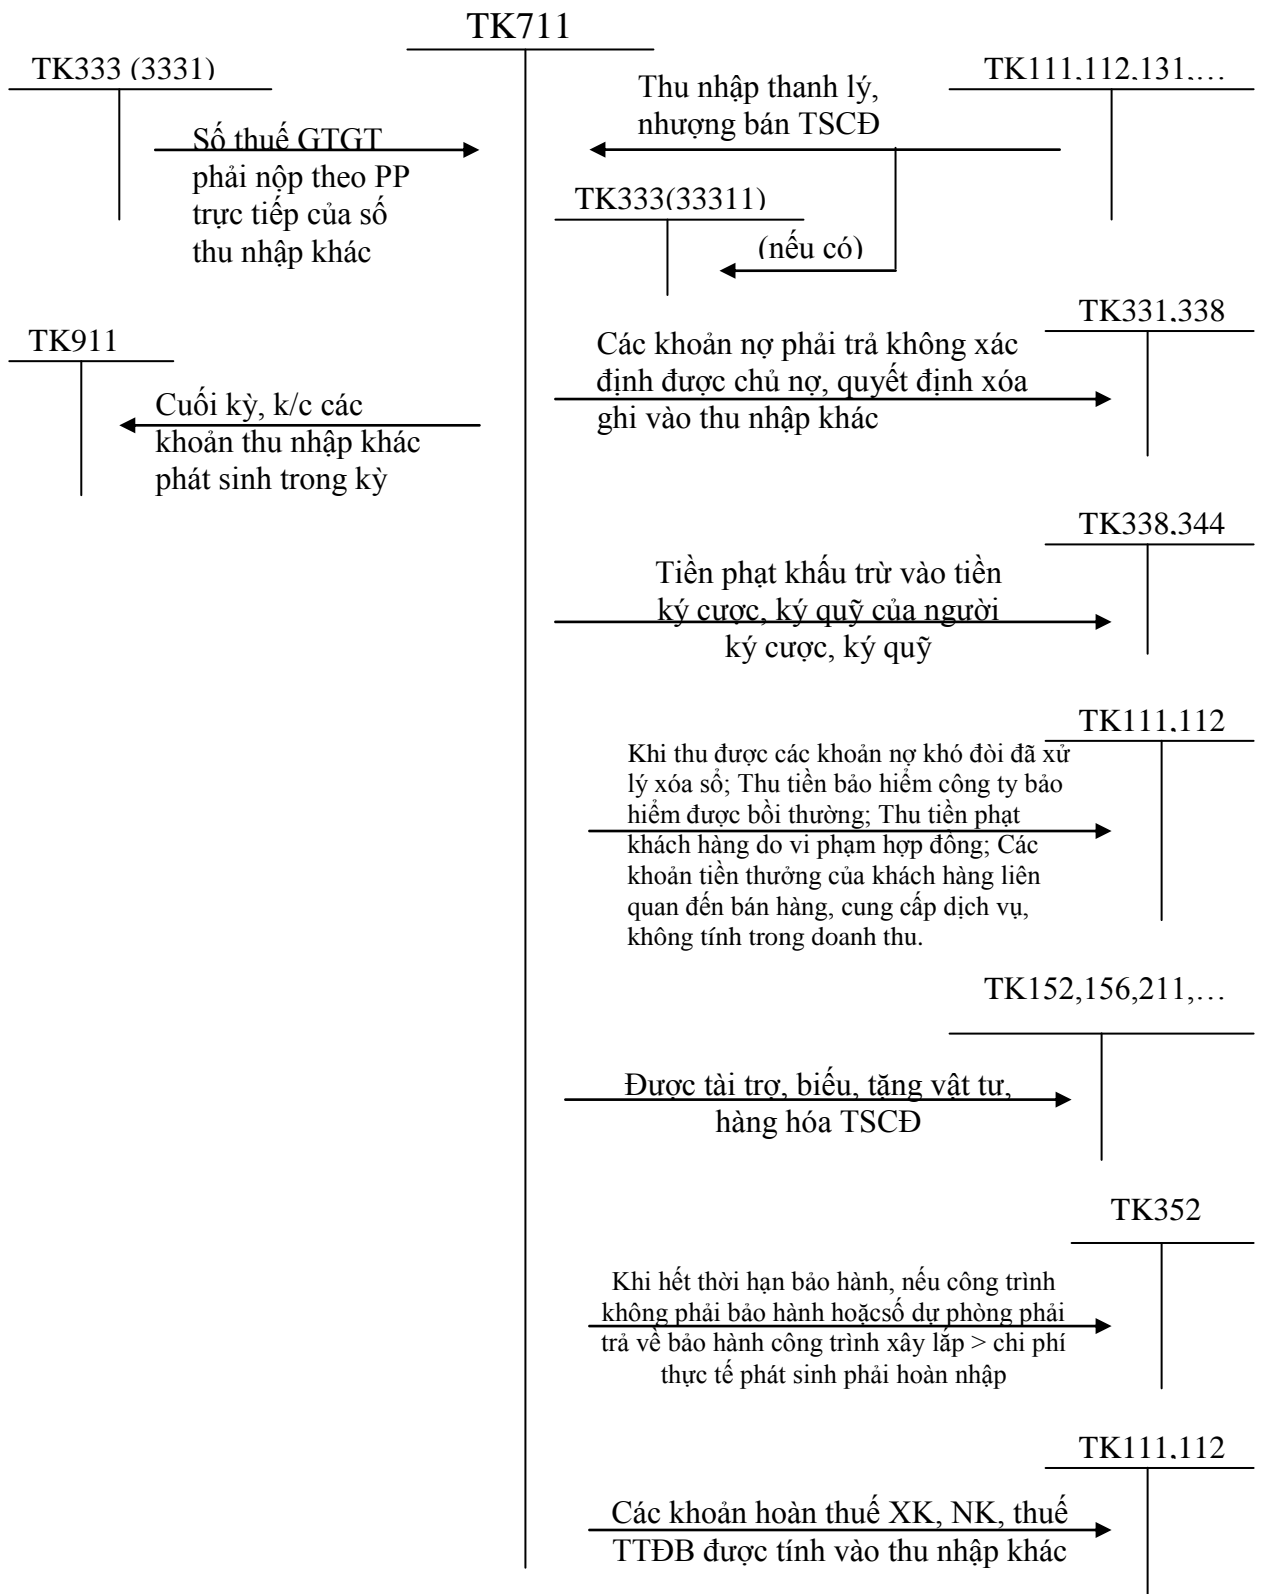 TK711
TK333 (3331)
Số thuế GTGT
phải nộp theo PP
trực tiếp của số
thu nhập khác
TK911
Cuối kỳ, k/c các
khoản thu nhập khác
phát sinh trong kỳ
TK111,112,131,…
Thu nhập thanh lý,
nhượng bán TSCĐ
TK333(33311)
(nếu có)
TK331,338
Các khoản nợ phải trả không xác
định được chủ nợ, quyết định xóa
ghi vào thu nhập khác
TK338,344
Tiền phạt khấu trừ vào tiền
ký cược, ký quỹ của người
ký cược, ký quỹ
TK111,112
Khi thu được các khoản nợ khó đòi đã xử
lý xóa sổ; Thu tiền bảo hiểm công ty bảo
hiểm được bồi thường; Thu tiền phạt
khách hàng do vi phạm hợp đồng; Các
khoản tiền thưởng của khách hàng liên
quan đến bán hàng, cung cấp dịch vụ,
không tính trong doanh thu.
TK152,156,211,…
Được tài trợ, biếu, tặng vật tư,
hàng hóa TSCĐ
TK352
Khi hết thời hạn bảo hành, nếu công trình
không phải bảo hành hoặcsố dự phòng phải
trả về bảo hành công trình xây lắp > chi phí
thực tế phát sinh phải hoàn nhập
TK111,112
Các khoản hoàn thuế XK, NK, thuế
TTĐB được tính vào thu nhập khác